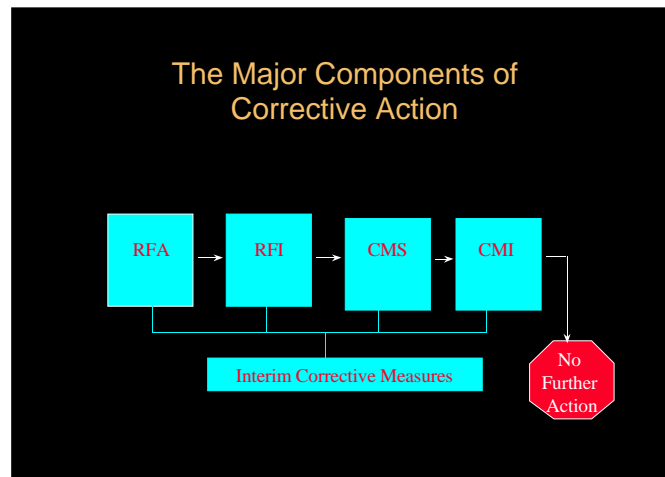 The Major Components of
Corrective Action
RFA
RFI
CMS
CMI
Interim Corrective Measures
No
Further
Action